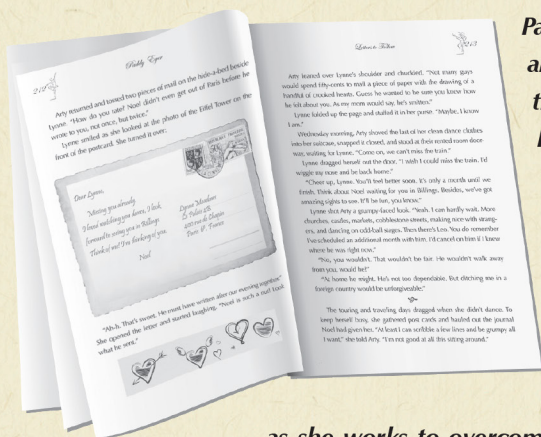 212
Paddy Eger
Arty returned and tossed two pieces of mail on the hide-a-bed beside
Lynne. "How do you rate? Noel didn't even get out of Paris before he
wrote to you, not once, but twice."
Lynne smiled as she looked at the photo of the Eiffel Tower on the
front of the postcard. She turned it over:
Dear Lynne,
Missing you already.
I loved watching you dance. I look
forward to seeing you in Billings.
Think of me! I'm thinking of you.
Noel
Lynne Meadows
Paris, France
"Ah-h. That's sweet. He must have written after our evening together."
She opened the letter and started laughing. "Noel is such a nut! Look
what he sent."
Letters to Follow
213
Arty leaned over Lynne's shoulder and chuckled. "Not many guys
would spend fifty-cents to mail a piece of paper with the drawing of a
handful of crooked hearts. Guess he wanted to be sure you knew how
he felt about you. As my mom would say, he's smitten."
Lynne folded up the page and stuffed it in her purse. "Maybe. I know
I am."
Wednesday morning, Arty shoved the last of her clean dance clothes
into her suitcase, snapped it closed, and stood at their rented room door
way, waiting for Lynne. "Come on, we can't miss the train."
Lynne dragged herself out the door. "I wish I could miss the train. I'd
wiggle my nose and be back home."
"Cheer up, Lynne. You'll feel better soon. It's only a month until we
finish. Think about Noel waiting for you in Billings. Besides, we've got
amazing sights to see. It'll be fun, you know."
Lynne shot Arty a grumpy-faced look. "Yeah. I can hardly wait. More
churches, castles, markets, cobblestone streets, making nice with strang-
ers, and dancing on odd-ball stages. Then there's Leo. You do remember
I've scheduled an additional month with him. I'd cancel on him if I knew
where he was right now."
"No, you wouldn't. That wouldn't be fair. He wouldn't walk away
from you, would he?"
"At home he might. He's not too dependable. But ditching me in a
foreign country would be unforgiveable."
The touring and traveling days dragged when she didn't dance. To
keep herself busy, she gathered post cards and hauled out the journal
Noel had given her. "At least I can scribble a few lines and be grumpy all
I want," she told Arty. "I'm not good at all this sitting around."
as she works to overcom